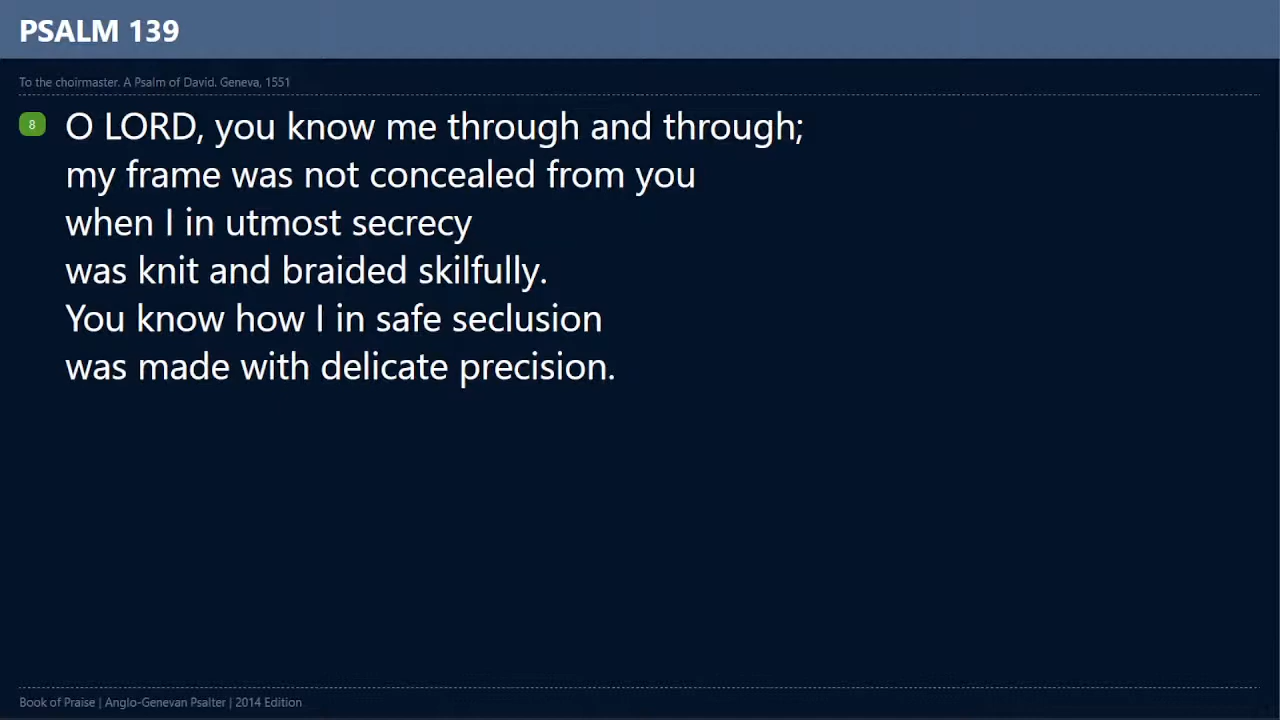 PSALM 139
To the choirmaster. A Psalm of David. Geneva, 1551
8 O LORD, you know me through and through;
my frame was not concealed from you
when I in utmost secrecy
was knit and braided skilfully.
You know how I in safe seclusion
was made with delicate precision.
Book of Praise | Anglo-Genevan Psalter | 2014 Edition